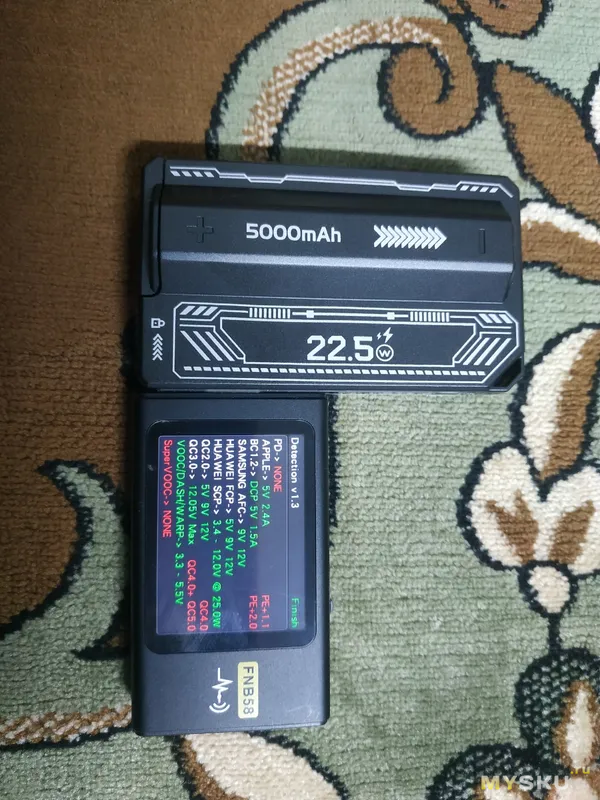 5000mAh
22.5W
Detection v1.3 Finish
PD-> NONE
APPLE-> 5V 2.4A PE+1.1
BC1.2-> DCP 5V 1.5A PE+2.0
SAMSUNG AFC-> 9V 12V
HUAWEI FCP-> 5V 9V 12V
HUAWEI SCP-> 3.4 - 12.0V @ 25.0W
QC2.0-> 5V 9V 12V QC4.0
QC3.0-> 12.05V Max QC4.0+ QC5.0
VOOC/DASH/WARP-> 3.3 - 5.5V
SuperVOOC-> NONE
FNB58
MYSKU.ru